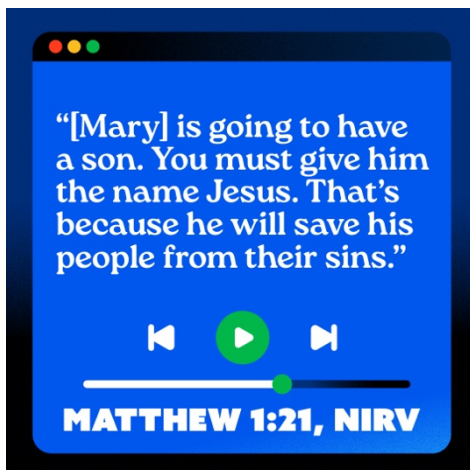 “[Mary] is going to have
a son. You must give him
the name Jesus. That’s
because he will save his
people from their sins.”
MATTHEW 1:21, NIRV